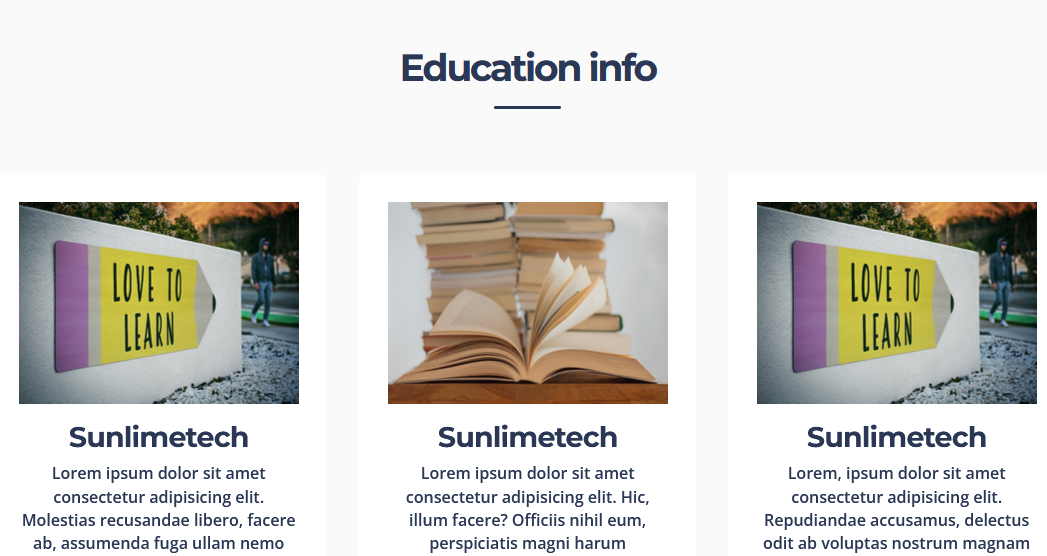 Education info
LOVE TO
LEARN
Sunlimetech
Lorem ipsum dolor sit amet
consectetur adipisicing elit.
Molestias recusandae libero, facere
ab, assumenda fuga ullam nemo
Sunlimetech
Lorem ipsum dolor sit amet
consectetur adipisicing elit. Hic,
illum facere? Officiis nihil eum,
perspiciatis magni harum
LOVE TO
LEARN
Sunlimetech
Lorem, ipsum dolor sit amet
consectetur adipisicing elit.
Repudiandae accusamus, delectus
odit ab voluptas nostrum magnam